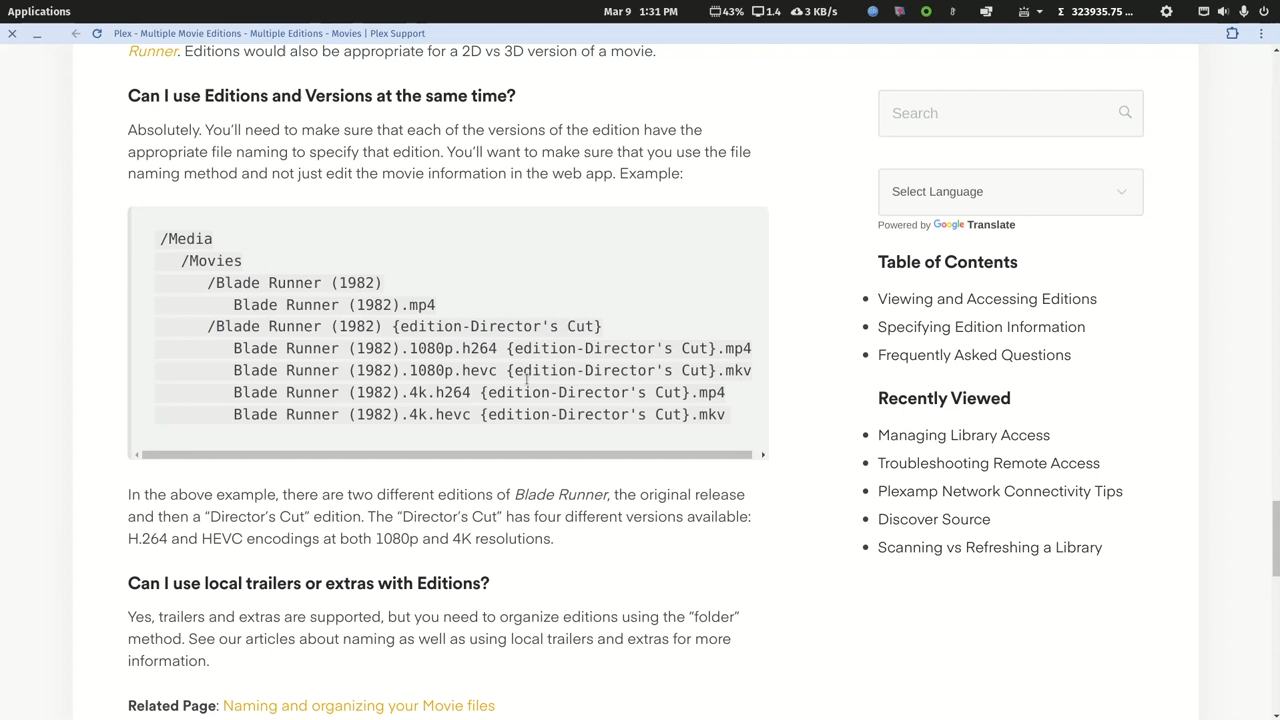 Applications
Mar 9 1:31 PM
43% 1.4 3 KB/s
Σ 323935.75 ...
Plex - Multiple Movie Editions - Multiple Editions - Movies | Plex Support
Runner. Editions would also be appropriate for a 2D vs 3D version of a movie.
Can I use Editions and Versions at the same time?
Absolutely. You’ll need to make sure that each of the versions of the edition have the
appropriate file naming to specify that edition. You’ll want to make sure that you use the file
naming method and not just edit the movie information in the web app. Example:
/Media
/Movies
/Blade Runner (1982)
Blade Runner (1982).mp4
/Blade Runner (1982) {edition-Director's Cut}
Blade Runner (1982).1080p.h264 {edition-Director's Cut}.mp4
Blade Runner (1982).1080p.hevc {edition-Director's Cut}.mkv
Blade Runner (1982).4k.h264 {edition-Director's Cut}.mp4
Blade Runner (1982).4k.hevc {edition-Director's Cut}.mkv
In the above example, there are two different editions of Blade Runner, the original release
and then a “Director’s Cut” edition. The “Director’s Cut” has four different versions available:
H.264 and HEVC encodings at both 1080p and 4K resolutions.
Can I use local trailers or extras with Editions?
Yes, trailers and extras are supported, but you need to organize editions using the “folder”
method. See our articles about naming as well as using local trailers and extras for more
information.
Related Page: Naming and organizing your Movie files
Search
Select Language
Powered by Google Translate
Table of Contents
Viewing and Accessing Editions
Specifying Edition Information
Frequently Asked Questions
Recently Viewed
Managing Library Access
Troubleshooting Remote Access
Plexamp Network Connectivity Tips
Discover Source
Scanning vs Refreshing a Library